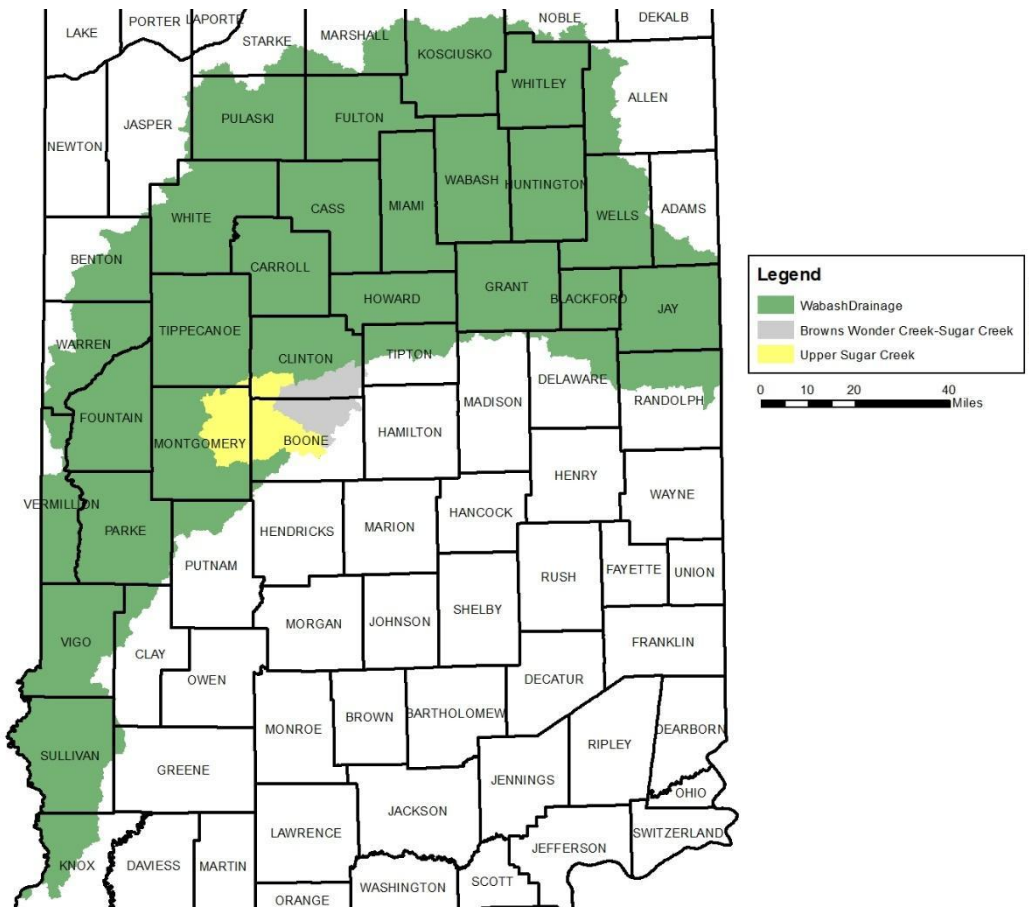 NOBLE
DEKALB
LAKE
PORTER
LAPORTE
STARKE
MARSHALL
KOSCIUSKO
WHITLEY
ALLEN
NEWTON
JASPER
PULASKI
FULTON
WABASH
HUNTINGTON
WHITE
CASS
MIAMI
WELLS
ADAMS
BENTON
CARROLL
HOWARD
GRANT
BLACKFORD
JAY
WARREN
TIPPECANOE
CLINTON
TIPTON
DELAWARE
RANDOLPH
FOUNTAIN
MONTGOMERY
BOONE
HAMILTON
MADISON
HENRY
WAYNE
VERMILLION
PARKE
PUTNAM
HENDRICKS
MARION
HANCOCK
RUSH
FAYETTE
UNION
VIGO
CLAY
OWEN
MORGAN
JOHNSON
SHELBY
FRANKLIN
DECATUR
SULLIVAN
GREENE
MONROE
BROWN
BARTHOLOMEW
RIPLEY
DEARBORN
JENNINGS
OHIO
JACKSON
LAWRENCE
SWITZERLAND
JEFFERSON
KNOX
DAVIESS
MARTIN
ORANGE
WASHINGTON
SCOTT
Legend
WabashDrainage
Browns Wonder Creek-Sugar Creek
Upper Sugar Creek
0 10 20 40
Miles